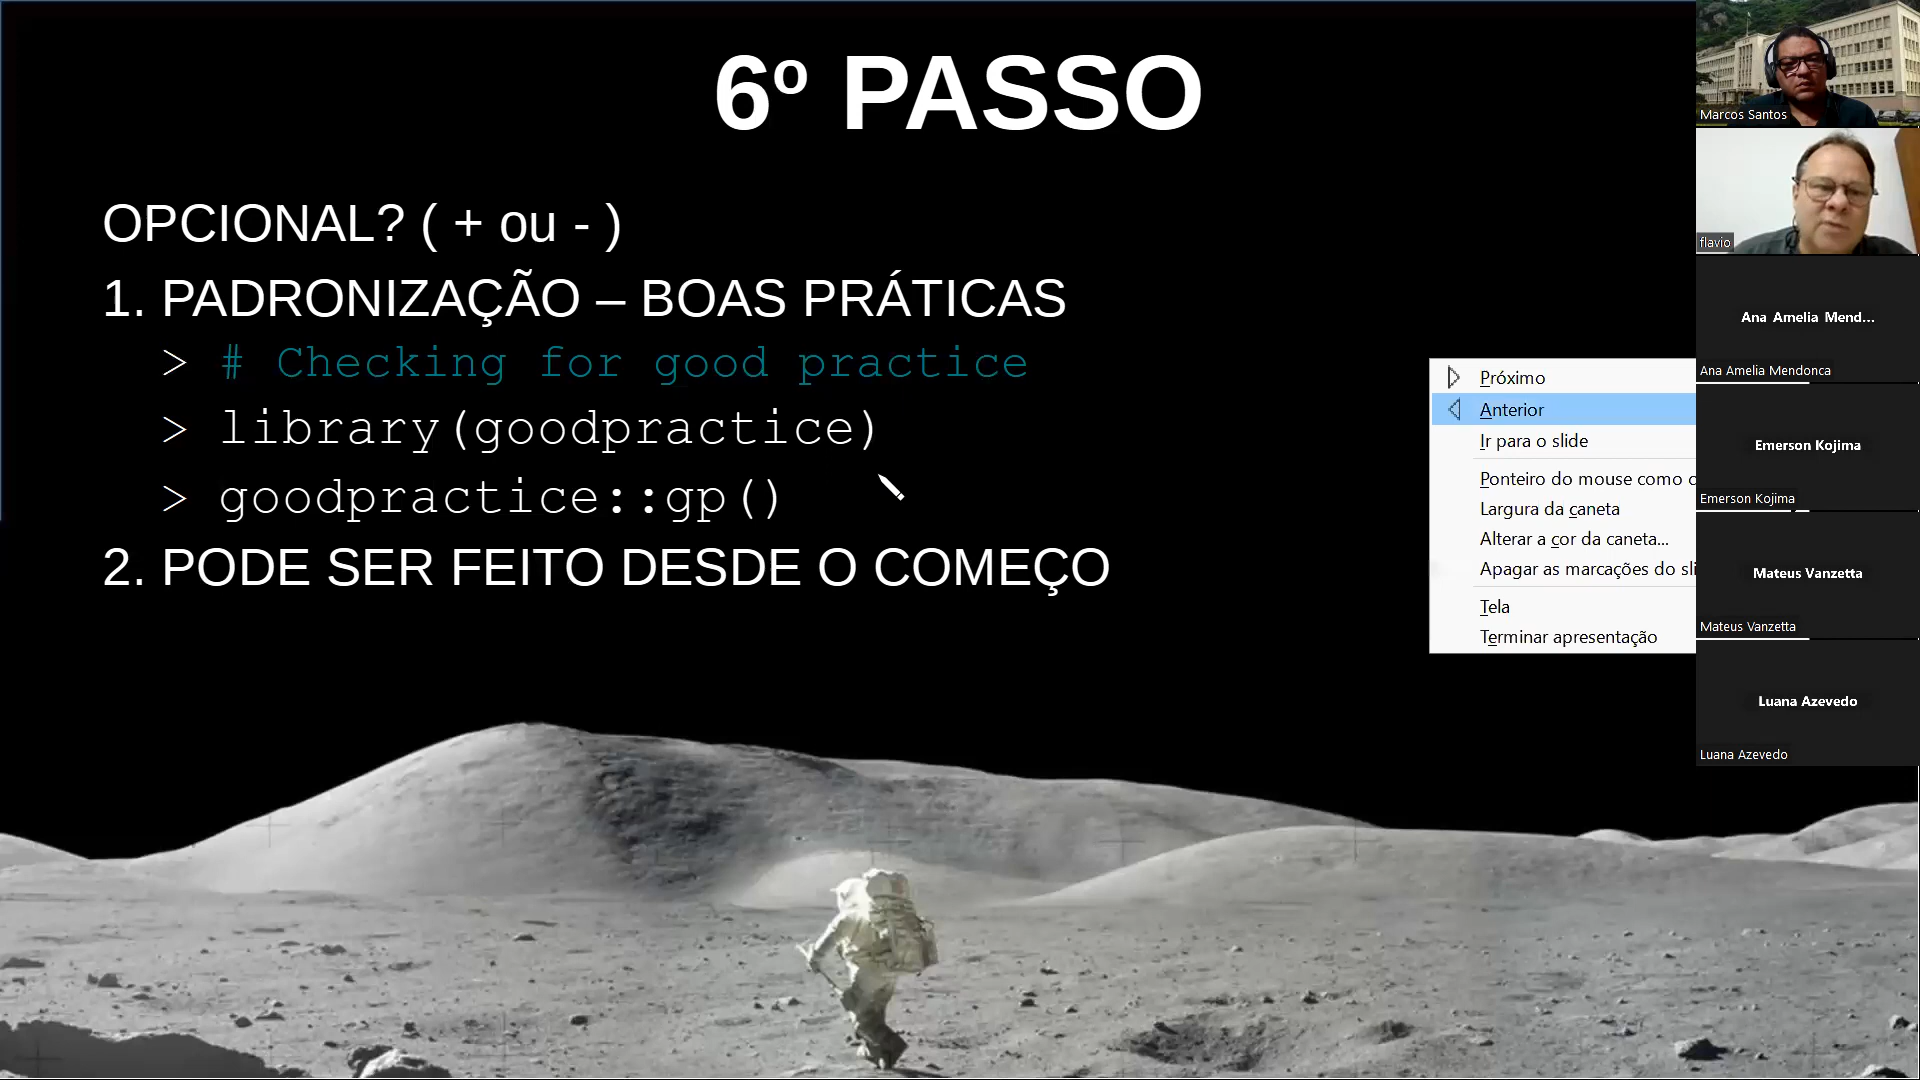 6º PASSO
OPCIONAL? ( + ou - )
1. PADRONIZAÇÃO – BOAS PRÁTICAS
> # Checking for good practice
> library(goodpractice)
> goodpractice::gp()
2. PODE SER FEITO DESDE O COMEÇO
Próximo
Anterior
Ir para o slide
Ponteiro do mouse como c
Largura da caneta
Alterar a cor da caneta...
Apagar as marcações do sli
Tela
Terminar apresentação
Marcos Santos
flavio
Ana Amelia Mend...
Ana Amelia Mendonca
Emerson Kojima
Emerson Kojima
Mateus Vanzetta
Mateus Vanzetta
Luana Azevedo
Luana Azevedo